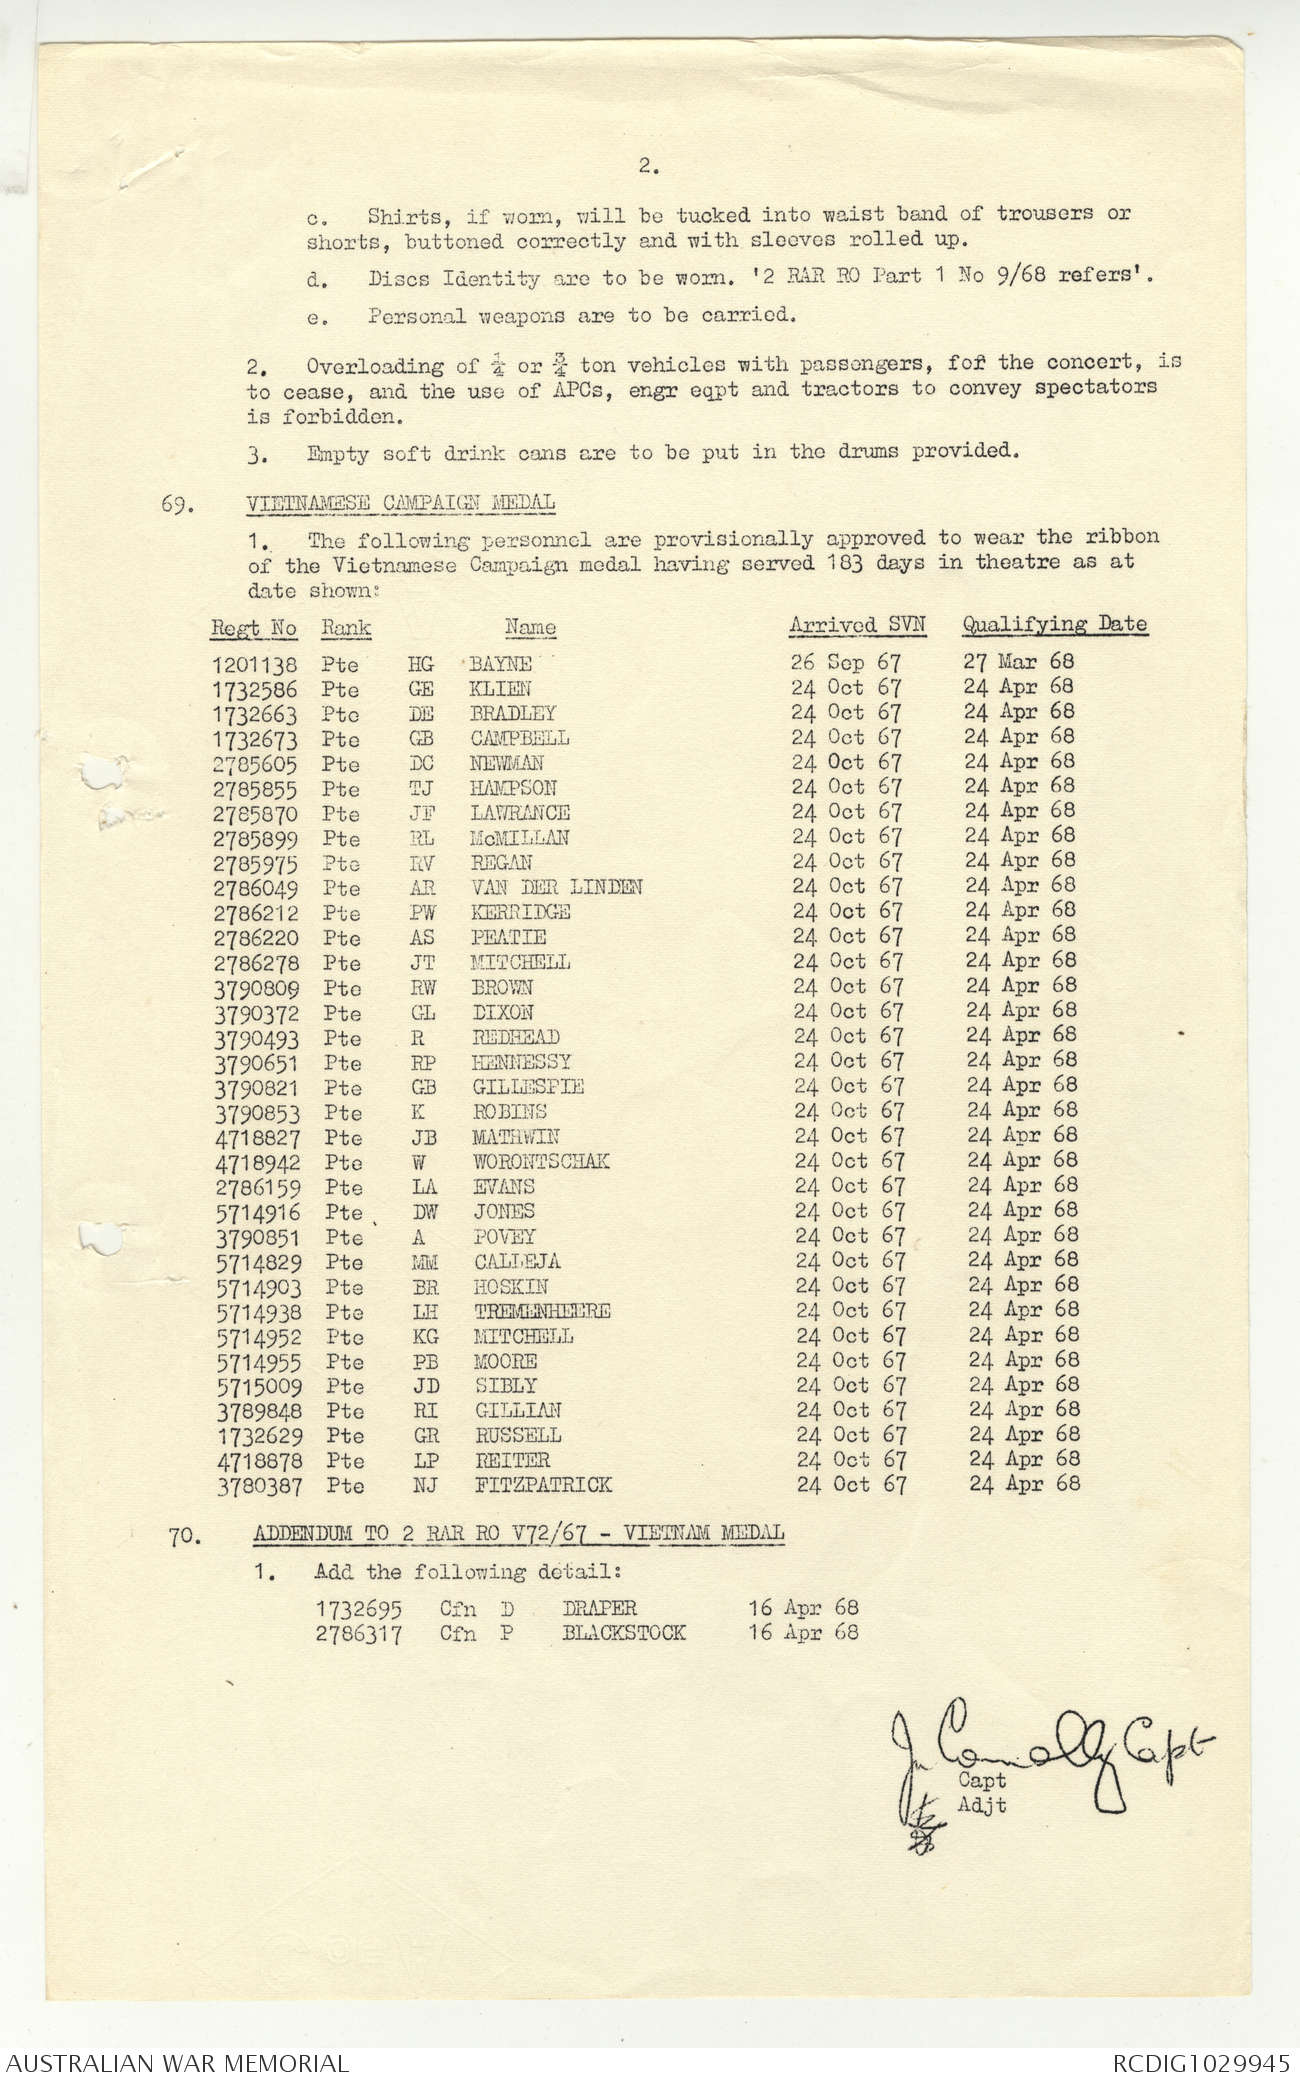 2.
c. Shirts, if worn, will be tucked into waist band of trousers or
shorts, buttoned correctly and with sleeves rolled up.
d. Discs Identity are to be worn. '2 RAR RO Part 1 No 9/68 refers'.
e. Personal weapons are to be carried.
2. Overloading of ¼ or ¾ ton vehicles with passengers, for the concert, is
to cease, and the use of APCs, engr eqpt and tractors to convey spectators
is forbidden.
3. Empty soft drink cans are to be put in the drums provided.
69. VIETNAMESE CAMPAIGN MEDAL
1. The following personnel are provisionally approved to wear the ribbon
of the Vietnamese Campaign medal having served 183 days in theatre as at
date shown:
Regt No Rank Name Arrived SVN Qualifying Date
1201138 Pte HG BAYNE 26 Sep 67 27 Mar 68
1732586 Pte GE KLIEN 24 Oct 67 24 Apr 68
1732663 Pte DE BRADLEY 24 Oct 67 24 Apr 68
1732673 Pte GB CAMPBELL 24 Oct 67 24 Apr 68
2785605 Pte DC NEWMAN 24 Oct 67 24 Apr 68
2785855 Pte TJ HAMPSON 24 Oct 67 24 Apr 68
2785870 Pte JF LAWRANCE 24 Oct 67 24 Apr 68
2785899 Pte RL McMILLAN 24 Oct 67 24 Apr 68
2785975 Pte RV REGAN 24 Oct 67 24 Apr 68
2786049 Pte AR VAN DER LINDEN 24 Oct 67 24 Apr 68
2786212 Pte PW KERRIDGE 24 Oct 67 24 Apr 68
2786220 Pte AS PEATIE 24 Oct 67 24 Apr 68
2786278 Pte JT MITCHELL 24 Oct 67 24 Apr 68
3790809 Pte RW BROWN 24 Oct 67 24 Apr 68
3790372 Pte GL DIXON 24 Oct 67 24 Apr 68
3790493 Pte R REDHEAD 24 Oct 67 24 Apr 68
3790651 Pte RP HENNESSY 24 Oct 67 24 Apr 68
3790821 Pte GB GILLESPIE 24 Oct 67 24 Apr 68
3790853 Pte K ROBINS 24 Oct 67 24 Apr 68
4718827 Pte JB MATHWIN 24 Oct 67 24 Apr 68
4718942 Pte W WORONTSCHAK 24 Oct 67 24 Apr 68
2786159 Pte LA EVANS 24 Oct 67 24 Apr 68
5714916 Pte DW JONES 24 Oct 67 24 Apr 68
3790851 Pte A POVEY 24 Oct 67 24 Apr 68
5714829 Pte MM CALLEJA 24 Oct 67 24 Apr 68
5714903 Pte BR HOSKIN 24 Oct 67 24 Apr 68
5714938 Pte LH TREMENHEERE 24 Oct 67 24 Apr 68
5714952 Pte KG MITCHELL 24 Oct 67 24 Apr 68
5714955 Pte PB MOORE 24 Oct 67 24 Apr 68
5715009 Pte JD SIBLY 24 Oct 67 24 Apr 68
3789848 Pte RI GILLIAN 24 Oct 67 24 Apr 68
1732629 Pte GR RUSSELL 24 Oct 67 24 Apr 68
4718878 Pte LP REITER 24 Oct 67 24 Apr 68
3780387 Pte NJ FITZPATRICK 24 Oct 67 24 Apr 68
70. ADDENDUM TO 2 RAR RO V72/67 - VIETNAM MEDAL
1. Add the following detail:
1732695 Cfn D DRAPER 16 Apr 68
2786317 Cfn P BLACKSTOCK 16 Apr 68
Connolly Capt
Capt
Adjt
AUSTRALIAN WAR MEMORIAL RCDIG1029945